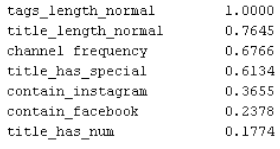 tags_length_normal 1.0000
title_length_normal 0.7645
channel frequency 0.6766
title_has_special 0.6134
contain_instagram 0.3655
contain_facebook 0.2378
title_has_num 0.1774